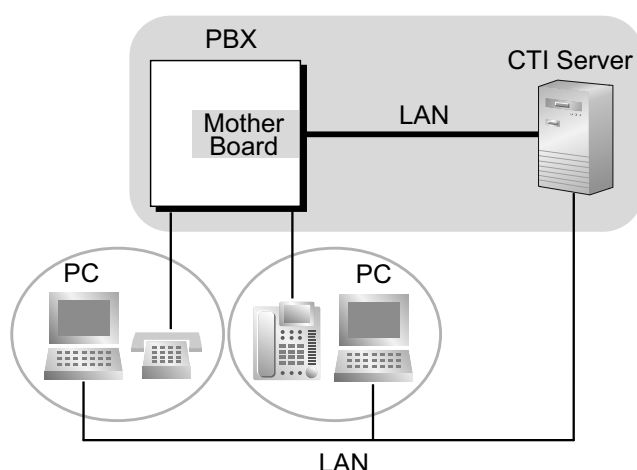 PBX
CTI Server
LAN
Mother
Board
PC
PC
LAN